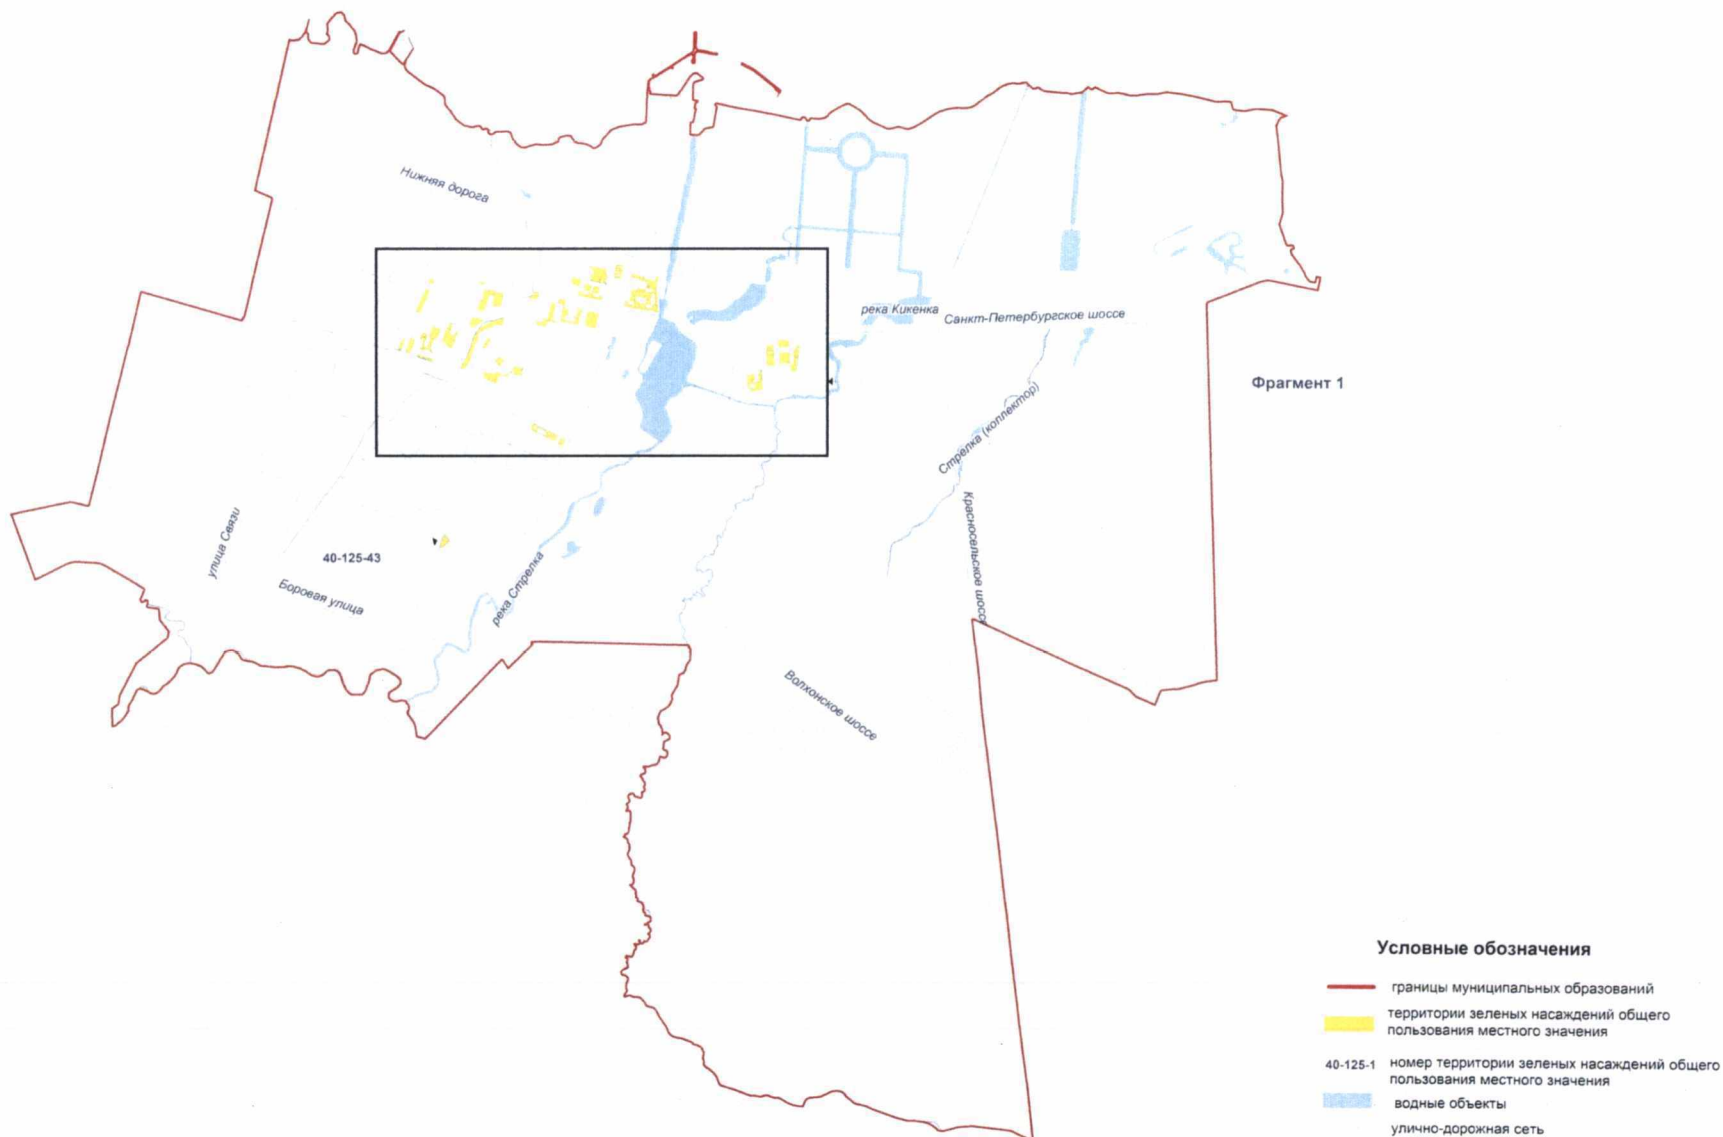 Нижняя дорога
река Кикенка
Санкт-Петербургское шоссе
Фрагмент 1
Стрелка (коллектор)
Красносельское шоссе
улица Связи
40-125-43
Боровая улица
река Стрелка
Волхонское шоссе
Условные обозначения
границы муниципальных образований
территории зеленых насаждений общего
пользования местного значения
40-125-1 номер территории зеленых насаждений общего
пользования местного значения
водные объекты
улично-дорожная сеть